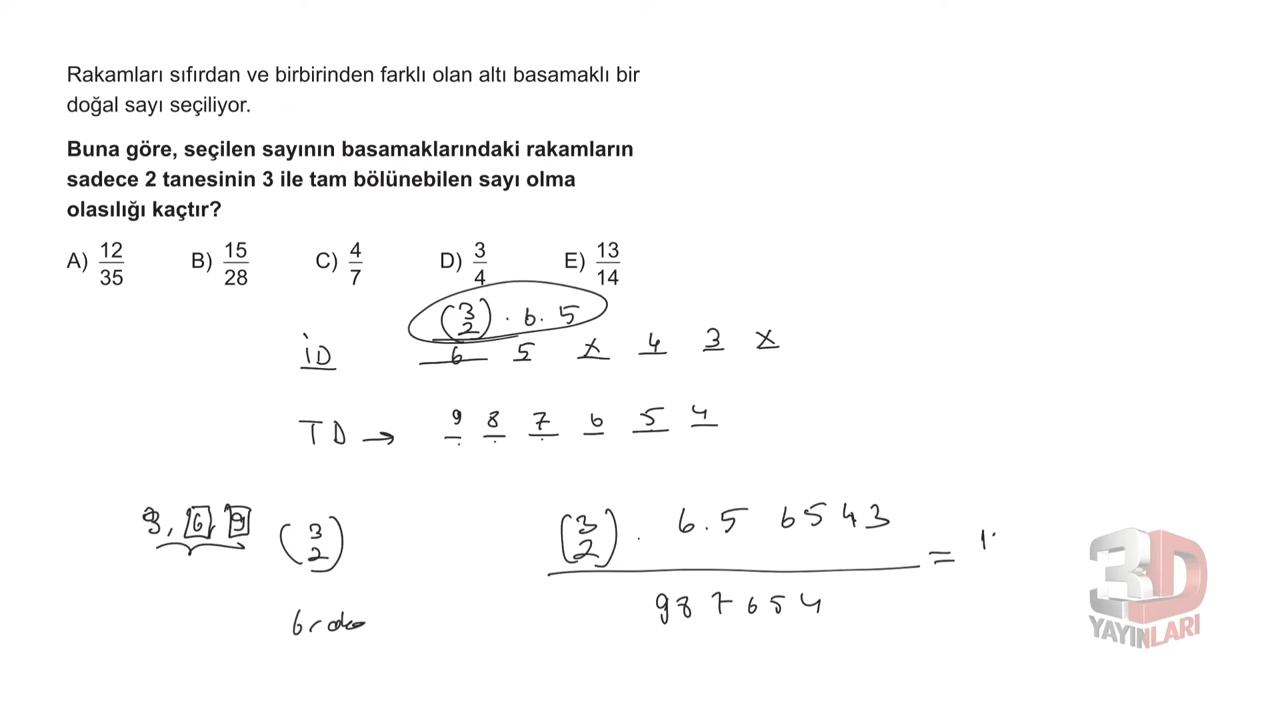 Rakamları sıfırdan ve birbirinden farklı olan altı basamaklı bir
doğal sayı seçiliyor.
Buna göre, seçilen sayının basamaklarındaki rakamların
sadece 2 tanesinin 3 ile tam bölünebilen sayı olma
olasılığı kaçtır?
A) 12/35 B) 15/28 C) 4/7 D) 3/4 E) 13/14
(3 2) . 6 . 5
İD 6 5 x 4 3 x
TD → 9 8 7 6 5 4
3, 6, 9 (3 2)
(3 2) . 6.5 6 5 4 3
=
9 8 7 6 5 4
3D
YAYINLARI